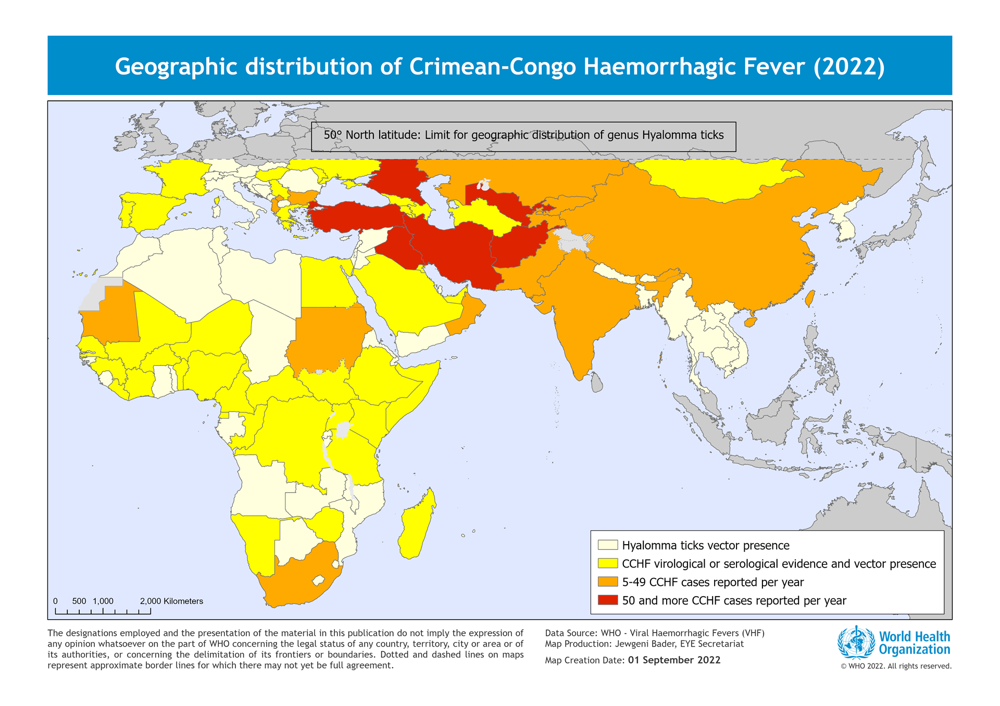 Geographic distribution of Crimean-Congo Haemorrhagic Fever (2022)
50° North latitude: Limit for geographic distribution of genus Hyalomma ticks
Hyalomma ticks vector presence
CCHF virological or serological evidence and vector presence
5-49 CCHF cases reported per year
50 and more CCHF cases reported per year
0 500 1,000 2,000 Kilometers
The designations employed and the presentation of the material in this publication do not imply the expression of
any opinion whatsoever on the part of WHO concerning the legal status of any country, territory, city or area or of
its authorities, or concerning the delimitation of its frontiers or boundaries. Dotted and dashed lines on maps
represent approximate border lines for which there may not yet be full agreement.
Data Source: WHO - Viral Haemorrhagic Fevers (VHF)
Map Production: Jewgeni Bader, EYE Secretariat
Map Creation Date: 01 September 2022
World Health
Organization
© WHO 2022. All rights reserved.